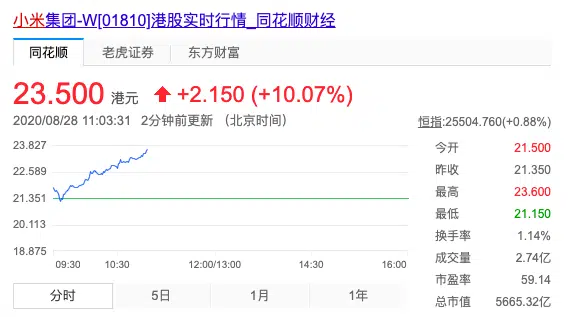 小米集团-W[01810]港股实时行情_同花顺财经
同花顺 老虎证券 东方财富
23.500 港元 +2.150 (+10.07%)
2020/08/28 11:03:31 2分钟前更新 （北京时间） 恒指:25504.760(+0.88%)
23.827
22.589
21.351
20.113
18.875
09:30 10:30 12:00/13:00 14:30 16:00
今开 21.500
昨收 21.350
最高 23.600
最低 21.150
换手率 1.14%
成交量 2.74亿
市盈率 59.14
总市值 5665.32亿
分时 5日 1月 1年